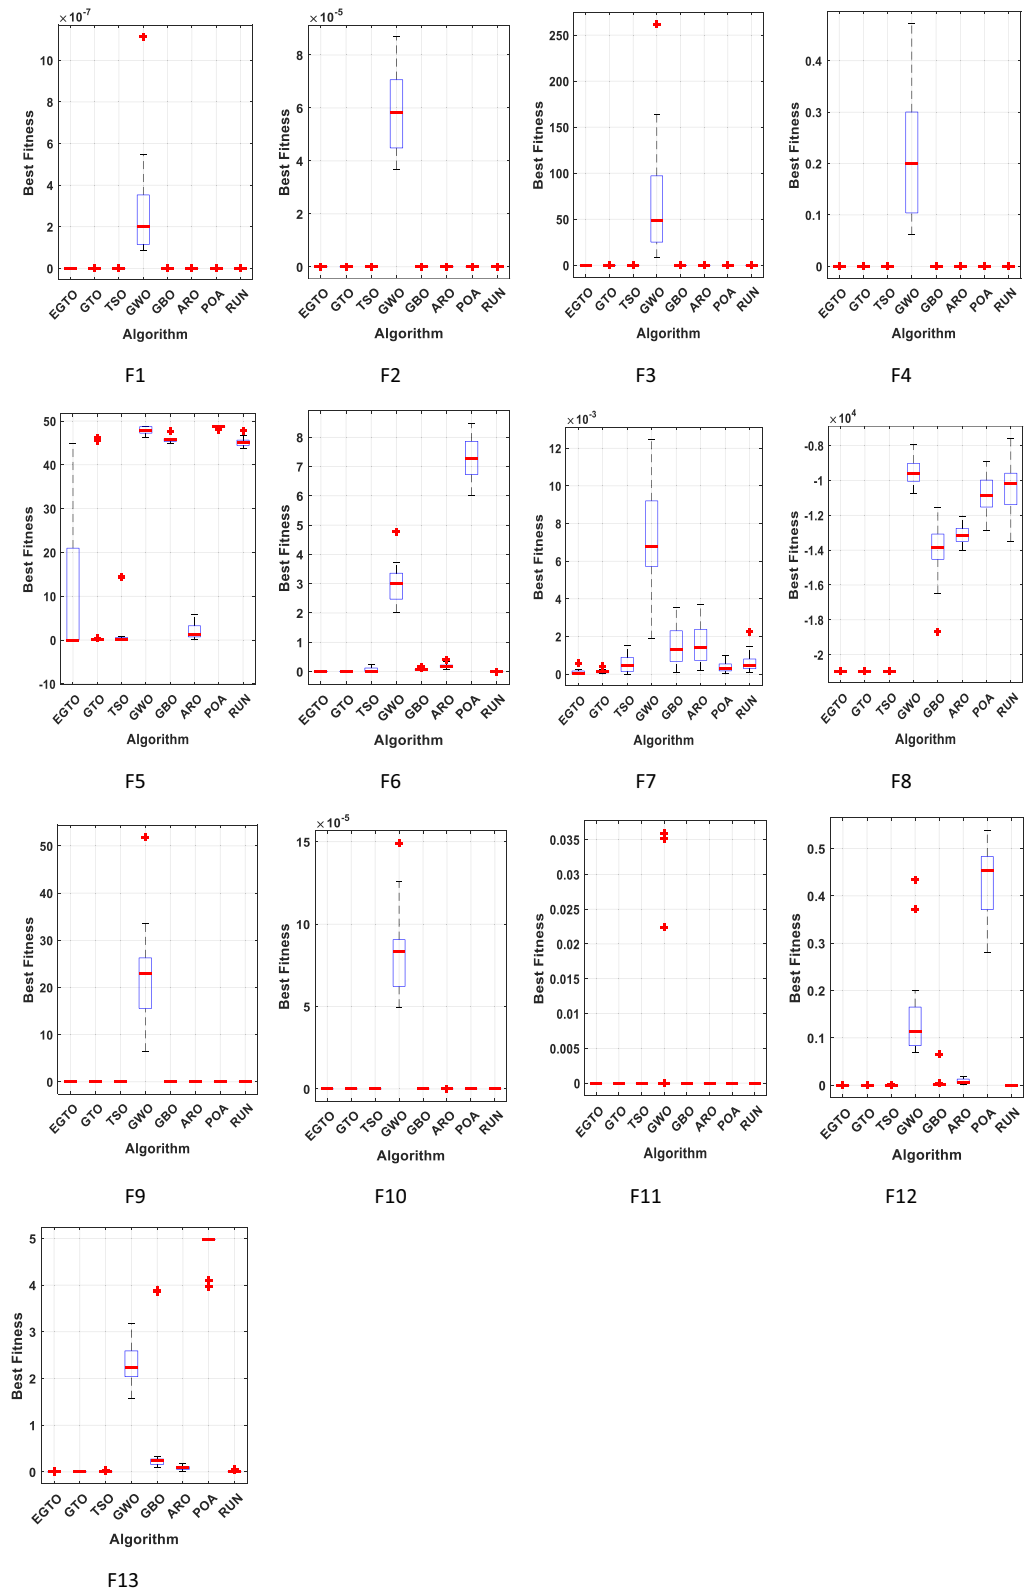 ×10-7
10
8
6
4
2
0
Best Fitness
EGTO GTO TSO GWO GBO ARO POA RUN
Algorithm
F1
×10-5
8
6
4
2
0
Best Fitness
EGTO GTO TSO GWO GBO ARO POA RUN
Algorithm
F2
250
200
150
100
50
0
Best Fitness
EGTO GTO TSO GWO GBO ARO POA RUN
Algorithm
F3
0.4
0.3
0.2
0.1
0
Best Fitness
EGTO GTO TSO GWO GBO ARO POA RUN
Algorithm
F4
50
40
30
20
10
0
-10
Best Fitness
EGTO GTO TSO GWO GBO ARO POA RUN
Algorithm
F5
8
7
6
5
4
3
2
1
0
Best Fitness
EGTO GTO TSO GWO GBO ARO POA RUN
Algorithm
F6
×10-3
12
10
8
6
4
2
0
Best Fitness
EGTO GTO TSO GWO GBO ARO POA RUN
Algorithm
F7
×104
-0.8
-1
-1.2
-1.4
-1.6
-1.8
-2
Best Fitness
EGTO GTO TSO GWO GBO ARO POA RUN
Algorithm
F8
50
40
30
20
10
0
Best Fitness
EGTO GTO TSO GWO GBO ARO POA RUN
Algorithm
F9
×10-5
15
10
5
0
Best Fitness
EGTO GTO TSO GWO GBO ARO POA RUN
Algorithm
F10
0.035
0.03
0.025
0.02
0.015
0.01
0.005
0
Best Fitness
EGTO GTO TSO GWO GBO ARO POA RUN
Algorithm
F11
0.5
0.4
0.3
0.2
0.1
0
Best Fitness
EGTO GTO TSO GWO GBO ARO POA RUN
Algorithm
F12
5
4
3
2
1
0
Best Fitness
EGTO GTO TSO GWO GBO ARO POA RUN
Algorithm
F13